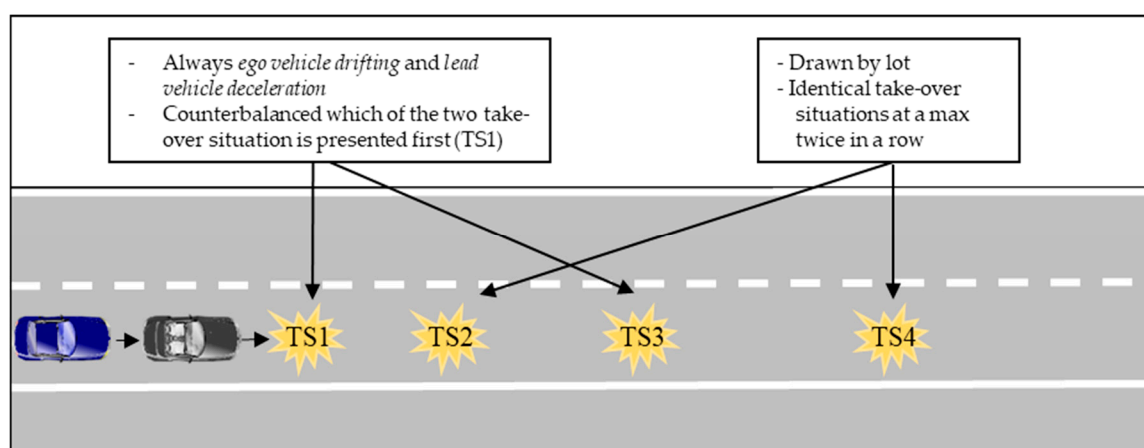 - Always ego vehicle drifting and lead
vehicle deceleration
- Counterbalanced which of the two take-
over situation is presented first (TS1)
- Drawn by lot
- Identical take-over
situations at a max
twice in a row
TS1
TS2
TS3
TS4